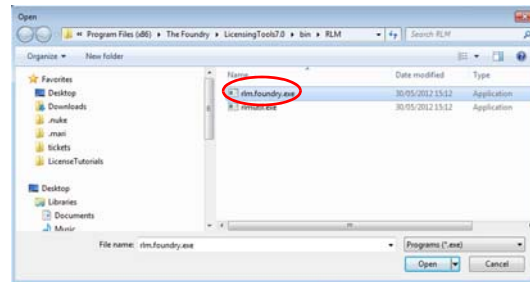 Open
« Program Files (x86) ▸ The Foundry ▸ LicensingTools7.0 ▸ bin ▸ RLM
Search RLM
Organize
New folder
Favorites
Desktop
Downloads
.nuke
.mari
tickets
LicenseTutorials
Desktop
Libraries
Documents
Music
Name
Date modified
Type
rlm.foundry.exe
30/05/2012 15:12
Application
rlmutil.exe
30/05/2012 15:12
Application
File name:
rlm.foundry.exe
Programs (*.exe)
Open
Cancel